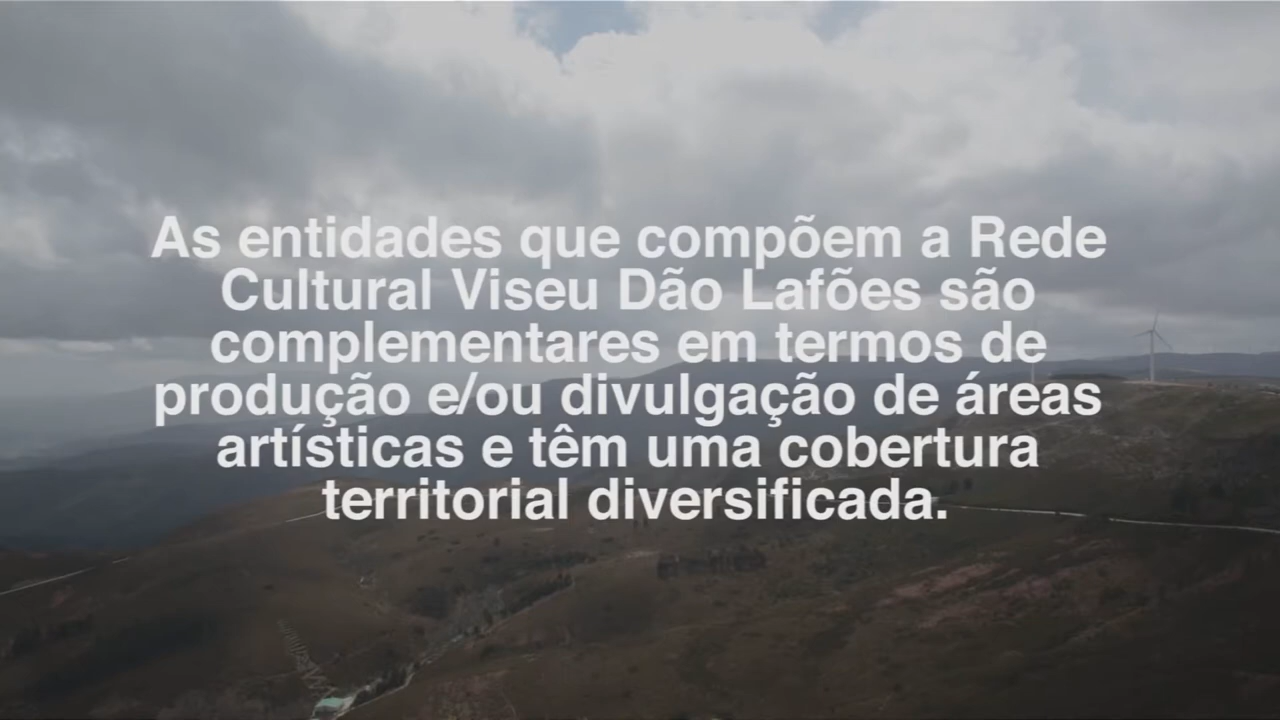 As entidades que compõem a Rede
Cultural Viseu Dão Lafões são
complementares em termos de
produção e/ou divulgação de áreas
artísticas e têm uma cobertura
territorial diversificada.